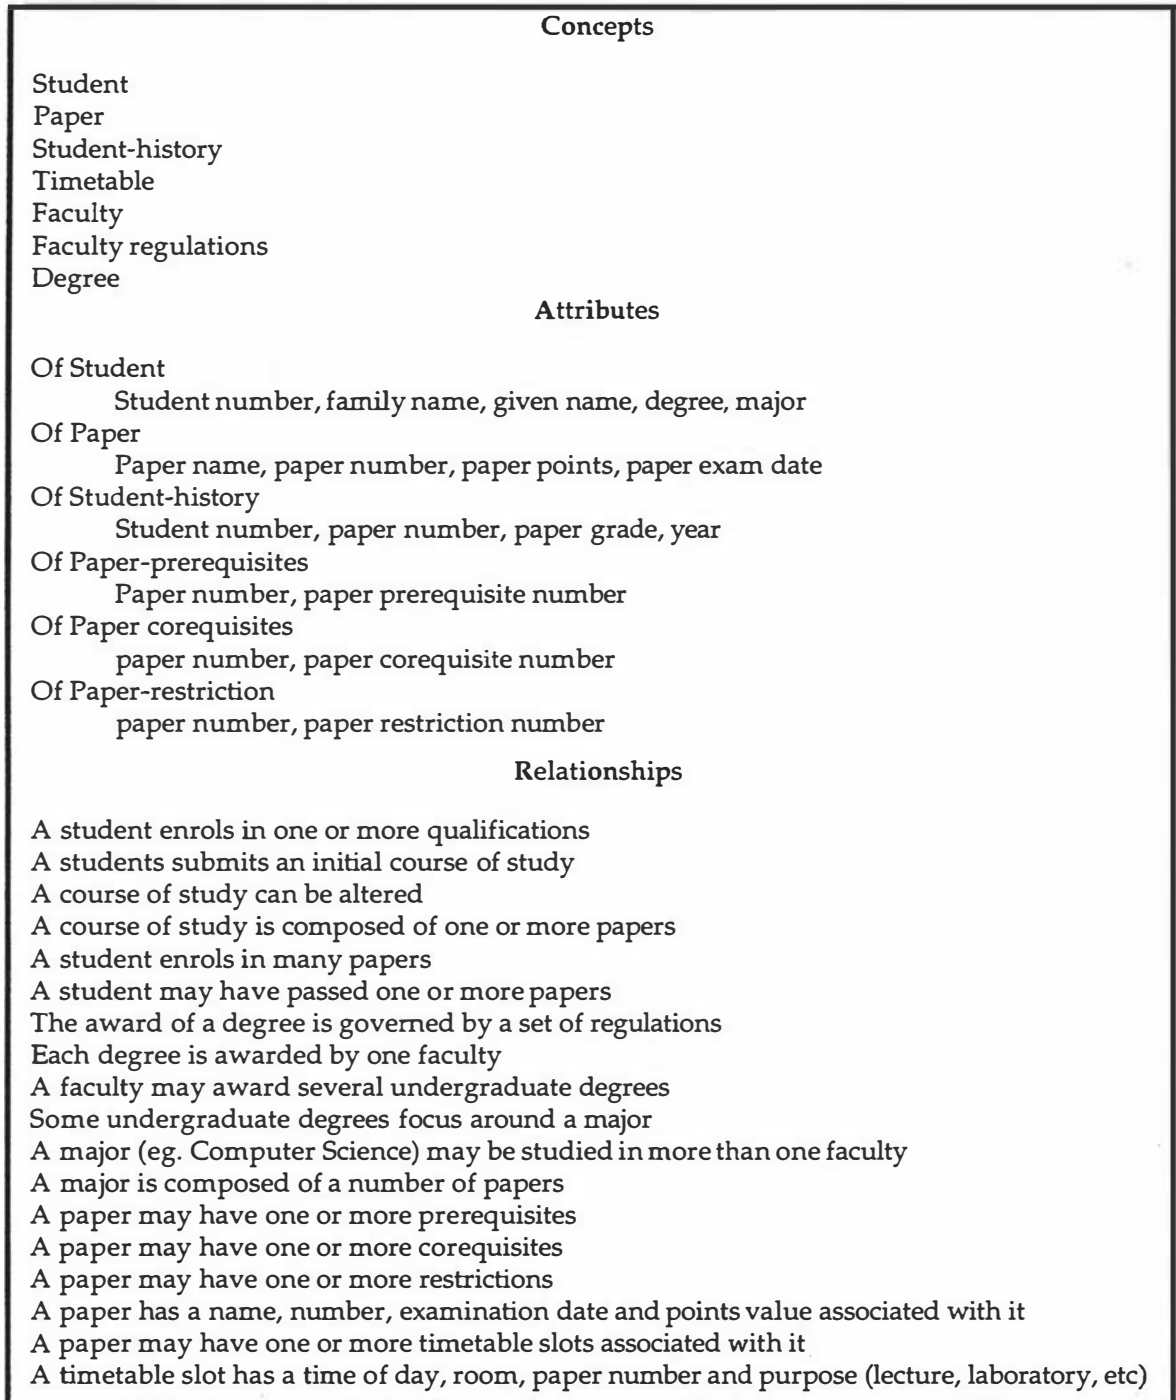 Concepts
Student
Paper
Student-history
Timetable
Faculty
Faculty regulations
Degree
Attributes
Of Student
Student number, family name, given name, degree, major
Of Paper
Paper name, paper number, paper points, paper exam date
Of Student-history
Student number, paper number, paper grade, year
Of Paper-prerequisites
Paper number, paper prerequisite number
Of Paper corequisites
paper number, paper corequisite number
Of Paper-restriction
paper number, paper restriction number
Relationships
A student enrols in one or more qualifications
A students submits an initial course of study
A course of study can be altered
A course of study is composed of one or more papers
A student enrols in many papers
A student may have passed one or more papers
The award of a degree is governed by a set of regulations
Each degree is awarded by one faculty
A faculty may award several undergraduate degrees
Some undergraduate degrees focus around a major
A major (eg. Computer Science) may be studied in more than one faculty
A major is composed of a number of papers
A paper may have one or more prerequisites
A paper may have one or more corequisites
A paper may have one or more restrictions
A paper has a name, number, examination date and points value associated with it
A paper may have one or more timetable slots associated with it
A timetable slot has a time of day, room, paper number and purpose (lecture, laboratory, etc)